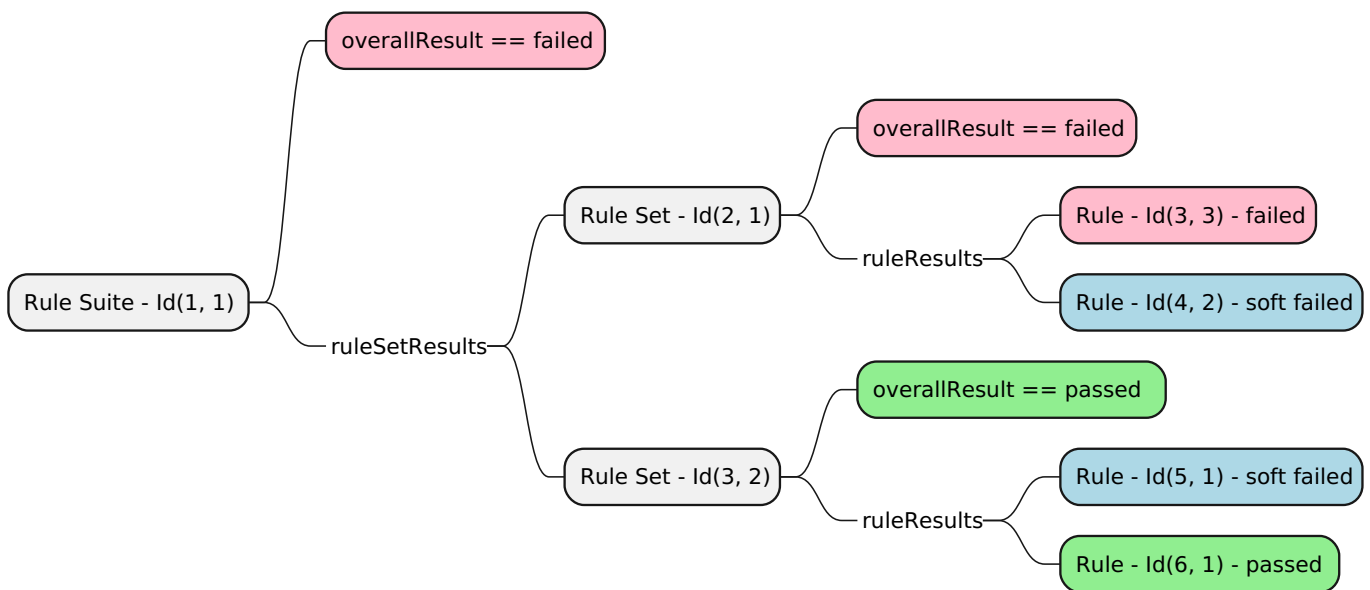 overallResult == failed
overallResult == failed
Rule Set - Id(2, 1)
Rule - Id(3, 3) - failed
ruleResults
Rule Suite - Id(1, 1)
Rule - Id(4, 2) - soft failed
ruleSetResults
overallResult == passed
Rule Set - Id(3, 2)
Rule - Id(5, 1) - soft failed
ruleResults
Rule - Id(6, 1) - passed